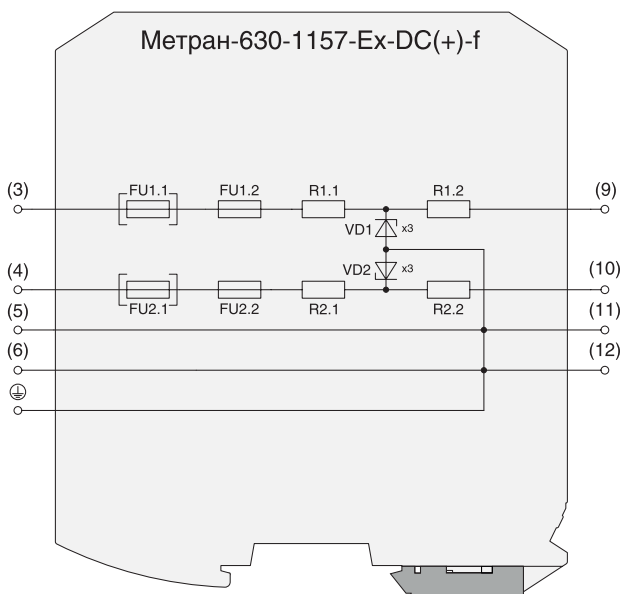 Метран-630-1157-Ex-DC(+)-f
(3) FU1.1 FU1.2 R1.1 R1.2 (9)
VD1 x3
(4) VD2 x3 (10)
FU2.1 FU2.2 R2.1 R2.2
(5) (11)
(6) (12)